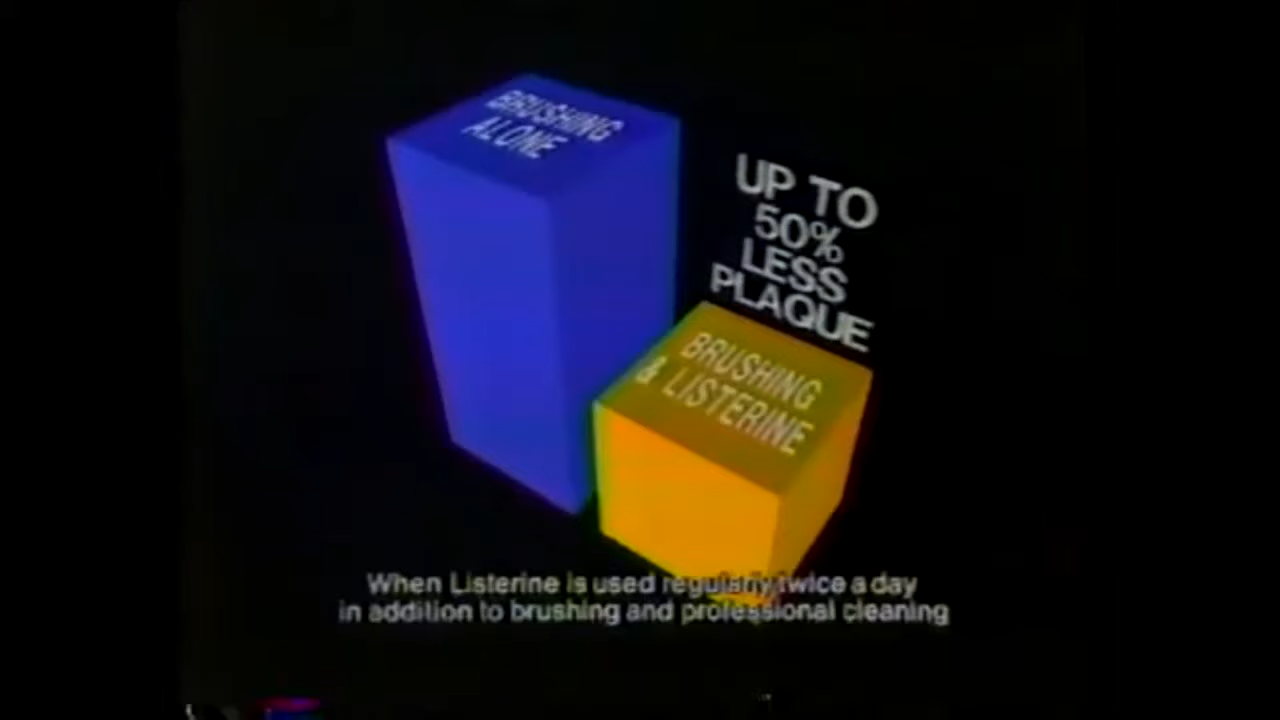 BRUSHING
ALONE
UP TO
50%
LESS
PLAQUE
BRUSHING
& LISTERINE
When Listerine is used regularly twice a day
in addition to brushing and professional cleaning